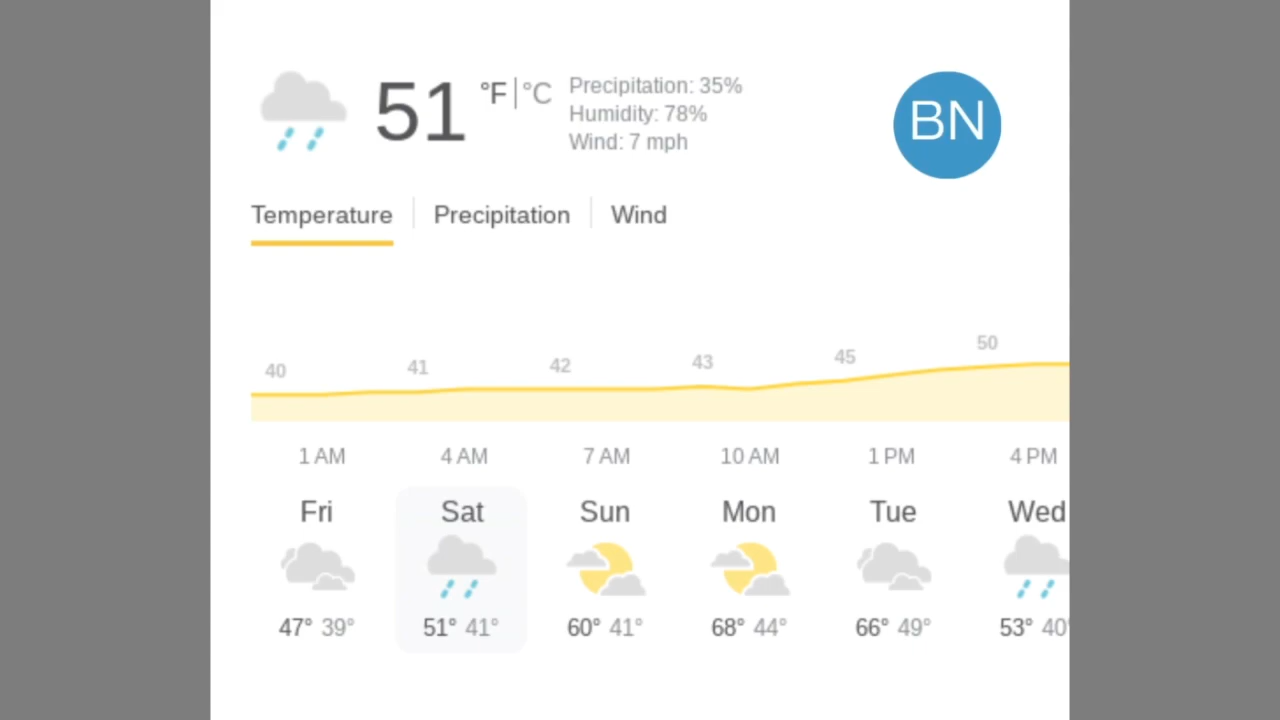 51 °F | °C
Precipitation: 35%
Humidity: 78%
Wind: 7 mph
BN
Temperature | Precipitation | Wind
40 41 42 43 45 50
1 AM 4 AM 7 AM 10 AM 1 PM 4 PM
Fri Sat Sun Mon Tue Wed
47° 39° 51° 41° 60° 41° 68° 44° 66° 49° 53° 40°